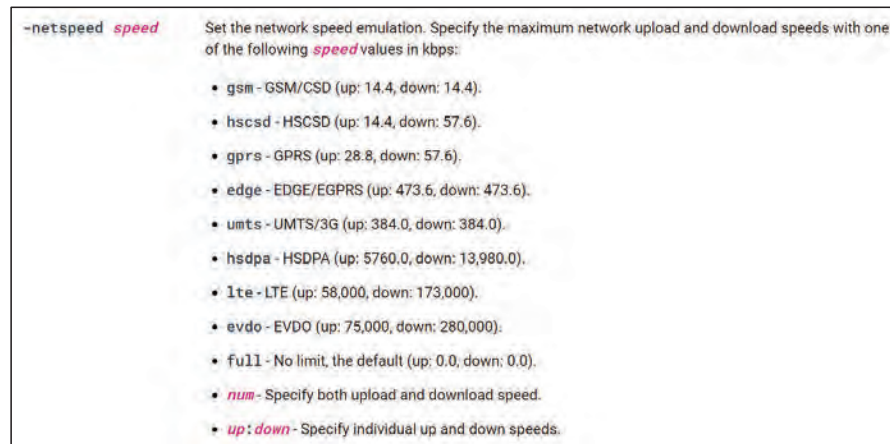 -netspeed speed Set the network speed emulation. Specify the maximum network upload and download speeds with one
of the following speed values in kbps:
• gsm - GSM/CSD (up: 14.4, down: 14.4).
• hscsd - HSCSD (up: 14.4, down: 57.6).
• gprs - GPRS (up: 28.8, down: 57.6).
• edge - EDGE/EGPRS (up: 473.6, down: 473.6).
• umts - UMTS/3G (up: 384.0, down: 384.0).
• hsdpa - HSDPA (up: 5760.0, down: 13,980.0).
• lte - LTE (up: 58,000, down: 173,000).
• evdo - EVDO (up: 75,000, down: 280,000).
• full - No limit, the default (up: 0.0, down: 0.0).
• num - Specify both upload and download speed.
• up:down - Specify individual up and down speeds.